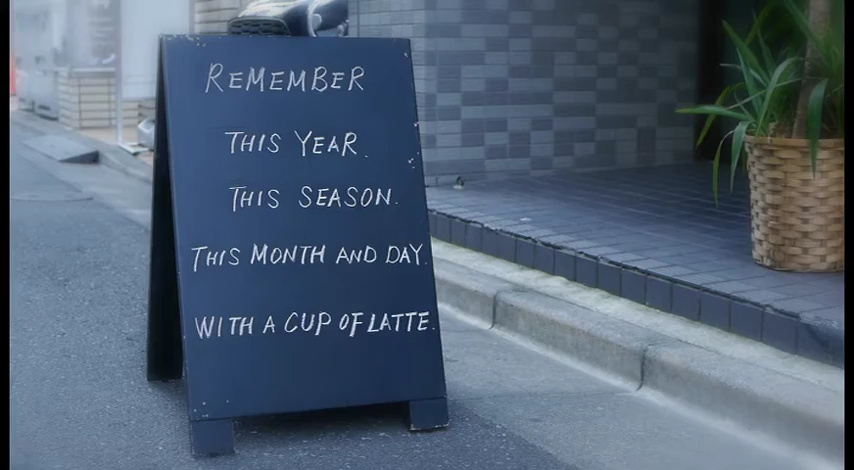 REMEMBER
THIS YEAR.
THIS SEASON.
THIS MONTH AND DAY.
WITH A CUP OF LATTE.